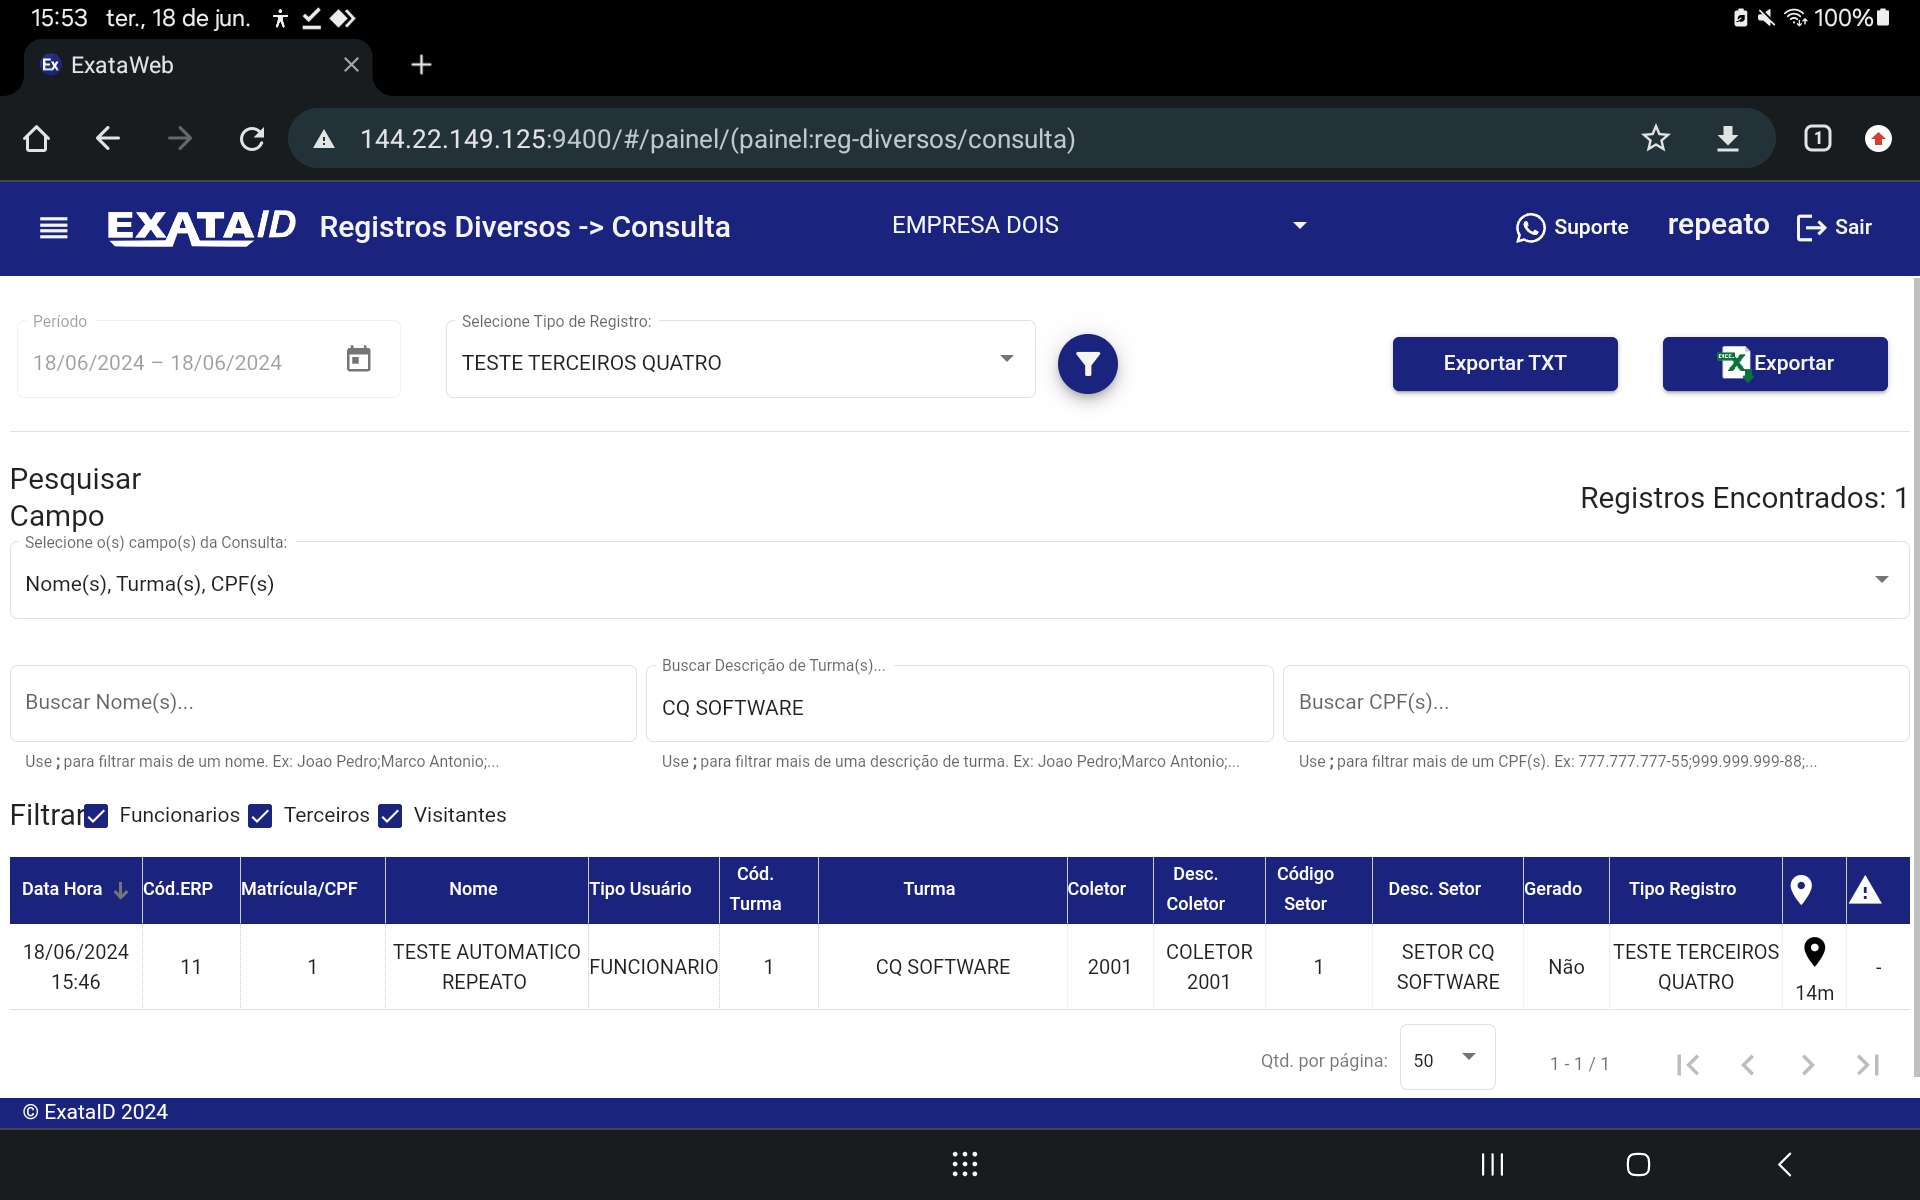 15:53 ter., 18 de jun.
100%
Ex ExataWeb
144.22.149.125:9400/#/painel/(painel:reg-diversos/consulta)
1
EXATAID Registros Diversos -> Consulta
EMPRESA DOIS
Suporte
repeato
Sair
Período
18/06/2024 – 18/06/2024
Selecione Tipo de Registro:
TESTE TERCEIROS QUATRO
Exportar TXT
Exportar
Pesquisar
Campo
Registros Encontrados: 1
Selecione o(s) campo(s) da Consulta:
Nome(s), Turma(s), CPF(s)
Buscar Nome(s)...
Buscar Descrição de Turma(s)...
CQ SOFTWARE
Buscar CPF(s)...
Use ; para filtrar mais de um nome. Ex: Joao Pedro;Marco Antonio;...
Use ; para filtrar mais de uma descrição de turma. Ex: Joao Pedro;Marco Antonio;...
Use ; para filtrar mais de um CPF(s). Ex: 777.777.777-55;999.999.999-88;...
Filtrar Funcionarios Terceiros Visitantes
Data Hora Cód.ERP Matrícula/CPF Nome Tipo Usuário Cód. Turma Turma Coletor Desc. Coletor Código Setor Desc. Setor Gerado Tipo Registro
18/06/2024 15:46 11 1 TESTE AUTOMATICO REPEATO FUNCIONARIO 1 CQ SOFTWARE 2001 COLETOR 2001 1 SETOR CQ SOFTWARE Não TESTE TERCEIROS QUATRO 14m -
Qtd. por página: 50 1 - 1 / 1
© ExataID 2024